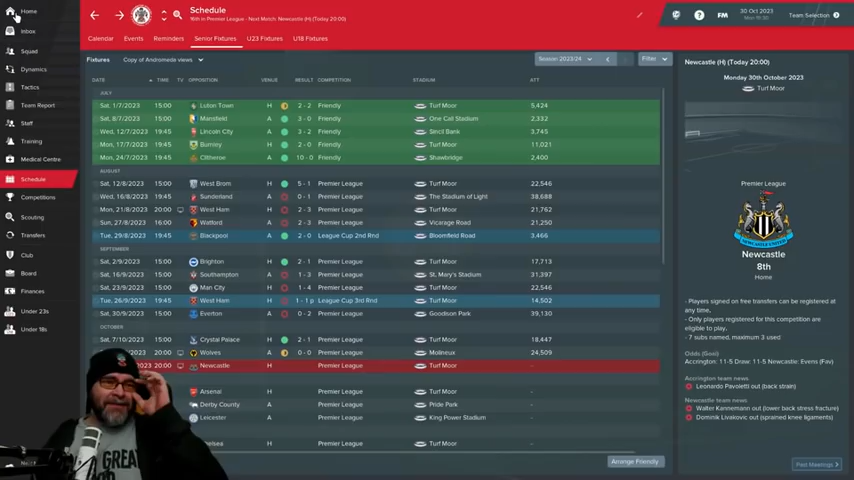 Home
Schedule
16th in Premier League - Next Match: Newcastle (H) (Today 20:00)
30 Oct 2023
Mon 19:30
FM
Team Selection
Inbox
Squad
Dynamics
Tactics
Team Report
Staff
Training
Medical Centre
Schedule
Competitions
Scouting
Transfers
Club
Board
Finances
Under 23s
Under 18s
Calendar
Events
Reminders
Senior Fixtures
U23 Fixtures
U18 Fixtures
Fixtures
Copy of Andromeda views
Season 2023/24
Filter
DATE TIME TV OPPOSITION VENUE RESULT COMPETITION STADIUM ATT
JULY
Sat, 1/7/2023 15:00 Luton Town H 2 - 2 Friendly Turf Moor 5,424
Sat, 8/7/2023 15:00 Mansfield A 3 - 0 Friendly One Call Stadium 2,332
Wed, 12/7/2023 19:45 Lincoln City A 3 - 2 Friendly Sincil Bank 3,745
Mon, 17/7/2023 19:45 Burnley H 2 - 1 Friendly Turf Moor 11,021
Mon, 24/7/2023 19:45 Clitheroe A 10 - 0 Friendly Shawbridge 2,400
AUGUST
Sat, 12/8/2023 15:00 West Brom H 5 - 1 Premier League Turf Moor 22,546
Wed, 16/8/2023 19:45 Sunderland A 0 - 1 Premier League The Stadium of Light 38,688
Mon, 21/8/2023 20:00 West Ham H 2 - 3 Premier League Turf Moor 21,762
Sun, 27/8/2023 16:00 Watford A 2 - 3 Premier League Vicarage Road 21,250
Tue, 29/8/2023 19:45 Blackpool A 2 - 0 League Cup 2nd Rnd Bloomfield Road 3,466
SEPTEMBER
Sat, 2/9/2023 15:00 Brighton H 2 - 1 Premier League Turf Moor 17,713
Sat, 16/9/2023 15:00 Southampton A 1 - 3 Premier League St. Mary's Stadium 31,397
Sat, 23/9/2023 15:00 Man City H 1 - 4 Premier League Turf Moor 22,546
Tue, 26/9/2023 19:45 West Ham H 1 - 1 p League Cup 3rd Rnd Turf Moor 14,502
Sat, 30/9/2023 15:00 Everton A 0 - 2 Premier League Goodison Park 39,130
OCTOBER
Sat, 7/10/2023 15:00 Crystal Palace H 2 - 1 Premier League Turf Moor 18,447
2023 20:00 Wolves A 0 - 0 Premier League Molineux 24,509
2023 20:00 Newcastle H Premier League Turf Moor -
Arsenal H Premier League Turf Moor -
Derby County A Premier League Pride Park -
Leicester A Premier League King Power Stadium -
Chelsea H Premier League Turf Moor -
Arrange Friendly
GREAT
Newcastle (H) (Today 20:00)
Monday 30th October 2023
Turf Moor
Premier League
Newcastle
8th
Home
- Players signed on free transfers can be registered at
any time.
- Only players registered for this competition are
eligible to play.
- 7 subs named, maximum 3 used
Odds (Goal)
Accrington: 11-5 Draw: 11-5 Newcastle: Evens (Fav)
Accrington team news
Leonardo Pavoletti out (back strain)
Newcastle team news
Walter Kannemann out (lower back stress fracture)
Dominik Livakovic out (sprained knee ligaments)
Past Meetings